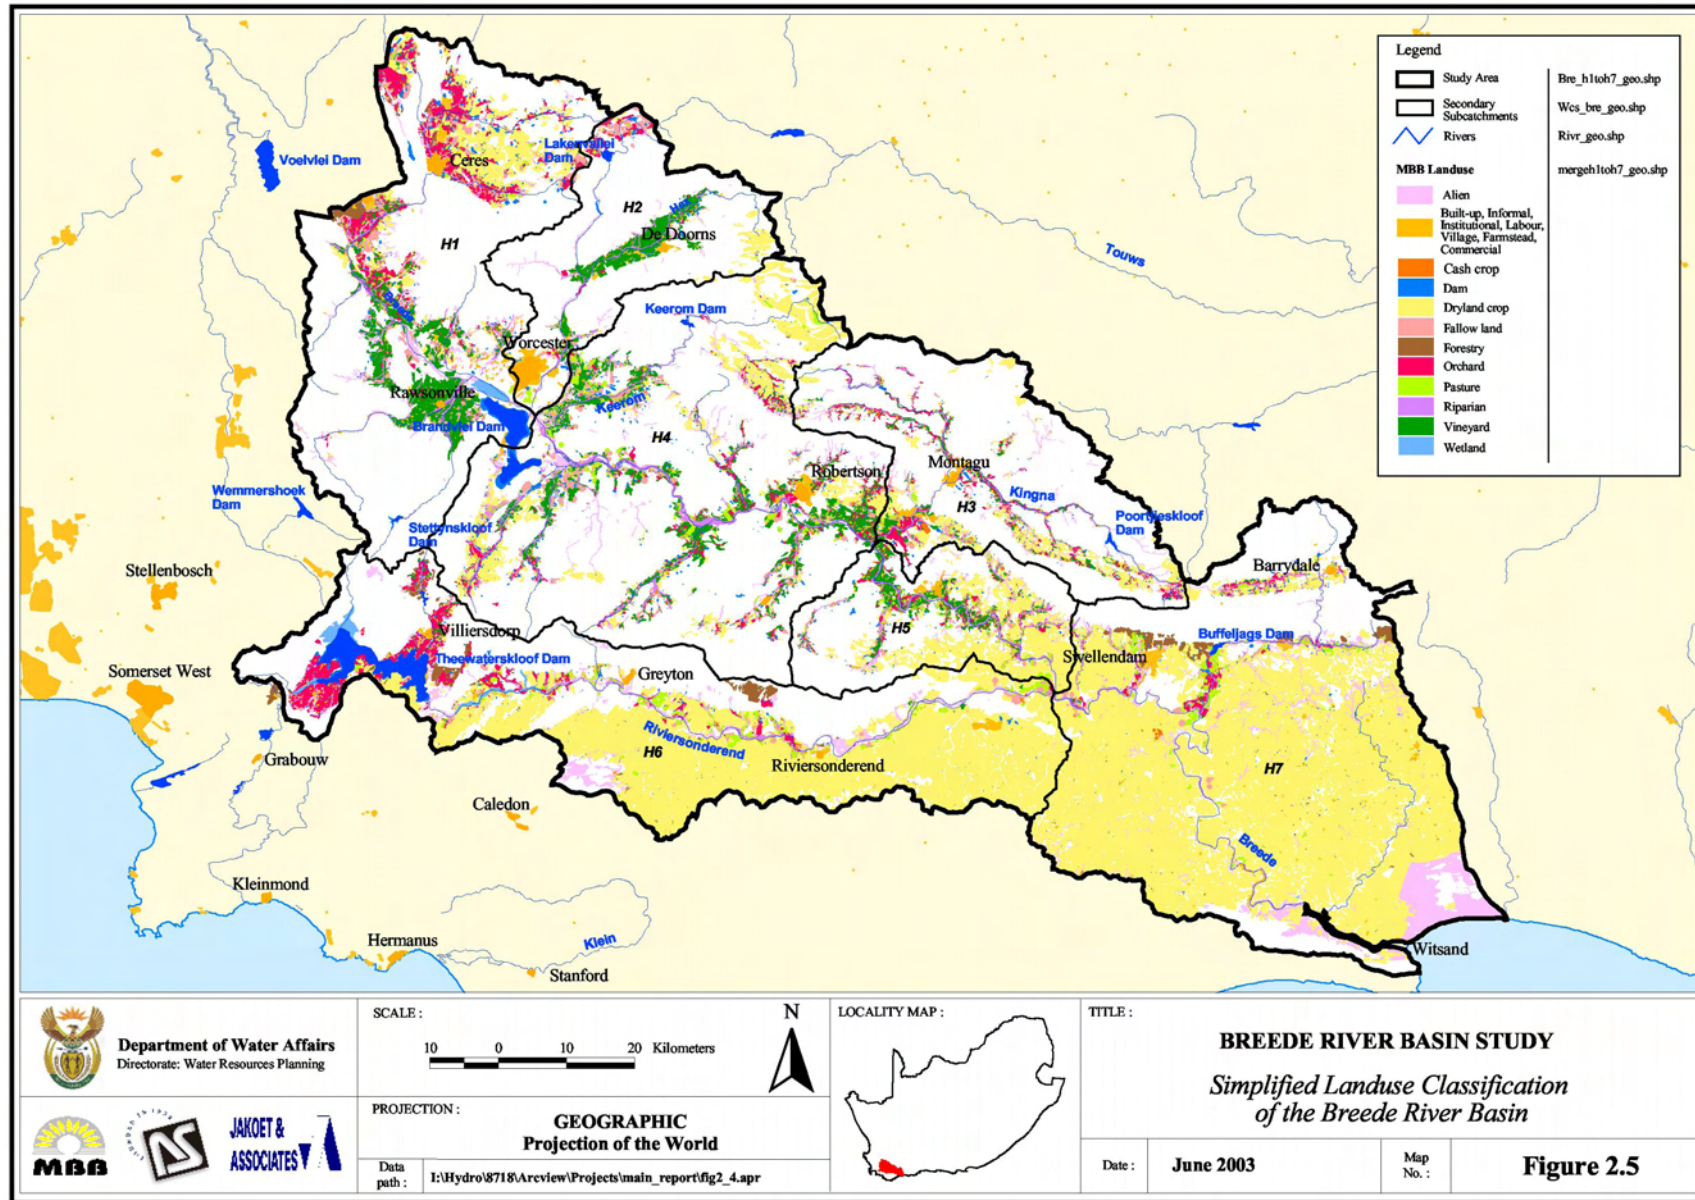 Legend
Study Area
Bre_h1toh7_geo.shp
Secondary
Subcatchments
Wcs_bre_geo.shp
Rivers
Rivr_geo.shp
MBB Landuse
mergeh1toh7_geo.shp
Alien
Built-up, Informal,
Institutional, Labour,
Village, Farmstead,
Commercial
Cash crop
Dam
Dryland crop
Fallow land
Forestry
Orchard
Pasture
Riparian
Vineyard
Wetland
Voelvlei Dam
Ceres
Lakenvallei
Dam
H2
Hex
De Doorns
H1
Touws
Breede
Keerom Dam
Worcester
Rawsonville
Keerom
Brandvlei Dam
H4
Robertson
Montagu
Kingna
H3
Wemmershoek
Dam
Stettynskloof
Dam
Poortjieskloof
Dam
Stellenbosch
Barrydale
Villiersdorp
H5
Buffeljags Dam
Swellendam
Theewaterskloof Dam
Somerset West
Greyton
Riviersonderend
H6
Riviersonderend
H7
Grabouw
Caledon
Breede
Kleinmond
Hermanus
Klein
Stanford
Witsand
Department of Water Affairs
Directorate: Water Resources Planning
MBB
JAKOET &
ASSOCIATES
SCALE :
10 0 10 20 Kilometers
N
PROJECTION :
GEOGRAPHIC
Projection of the World
Data
path :
I:\Hydro\8718\Arcview\Projects\main_report\fig2_4.apr
LOCALITY MAP :
TITLE :
BREEDE RIVER BASIN STUDY
Simplified Landuse Classification
of the Breede River Basin
Date :
June 2003
Map
No. :
Figure 2.5